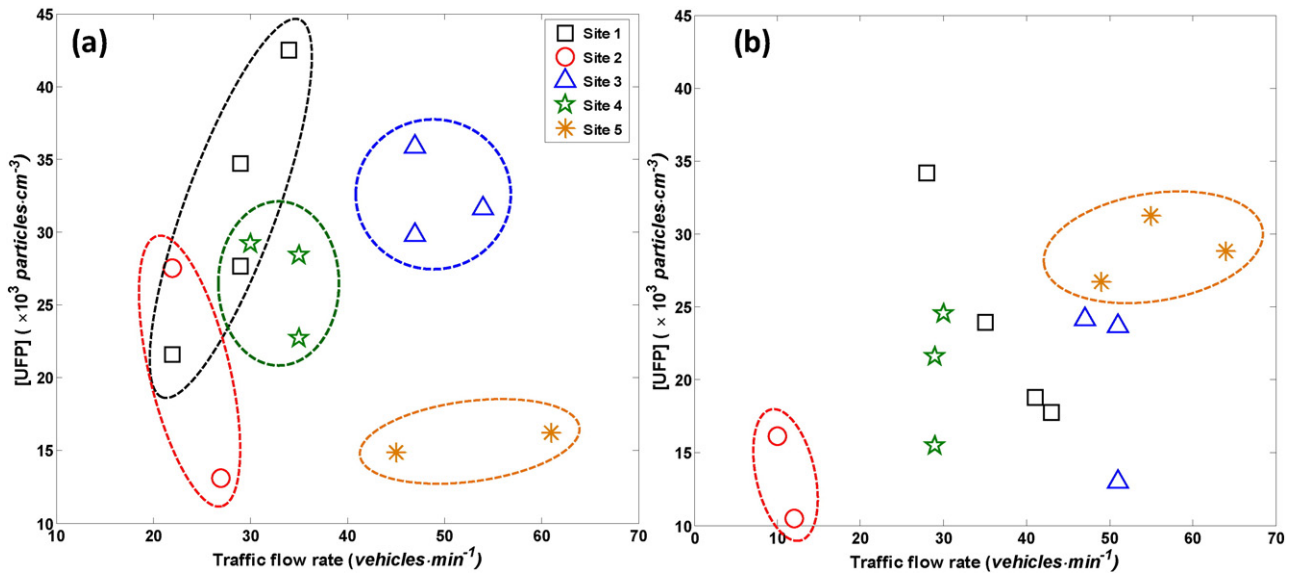 (a)
Site 1
Site 2
Site 3
Site 4
Site 5
45
40
35
30
25
20
15
10
[UFP] ( × 10³ particles·cm⁻³)
10 20 30 40 50 60 70
Traffic flow rate (vehicles·min⁻¹)
(b)
45
40
35
30
25
20
15
10
[UFP] ( × 10³ particles·cm⁻³)
0 10 20 30 40 50 60 70
Traffic flow rate (vehicles·min⁻¹)